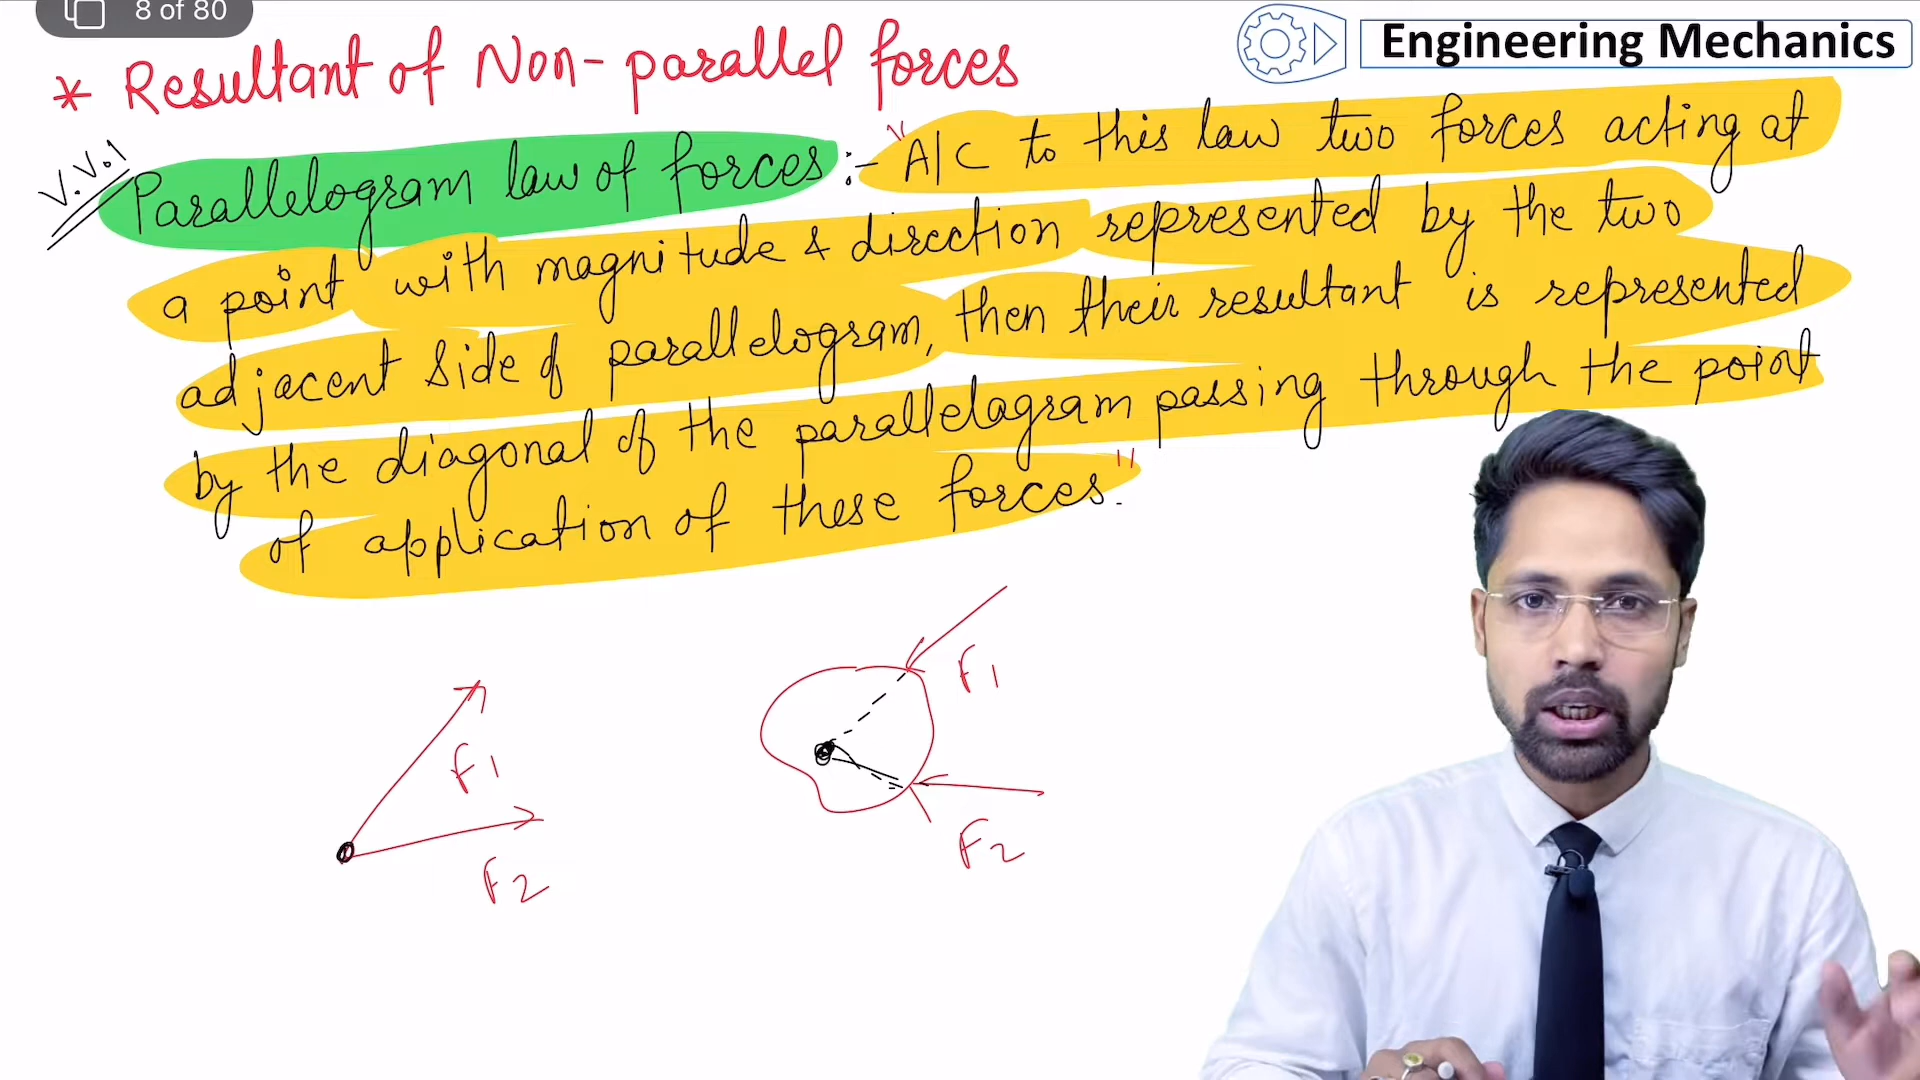 8 of 80
Engineering Mechanics
* Resultant of Non-parallel forces
V.V.I
Parallelogram law of forces :- "A/C to this law two forces acting at
a point with magnitude & direction represented by the two
adjacent side of parallelogram, then their resultant is represented
by the diagonal of the parallelagram passing through the point
of application of these forces."
F1
F2
F1
F2